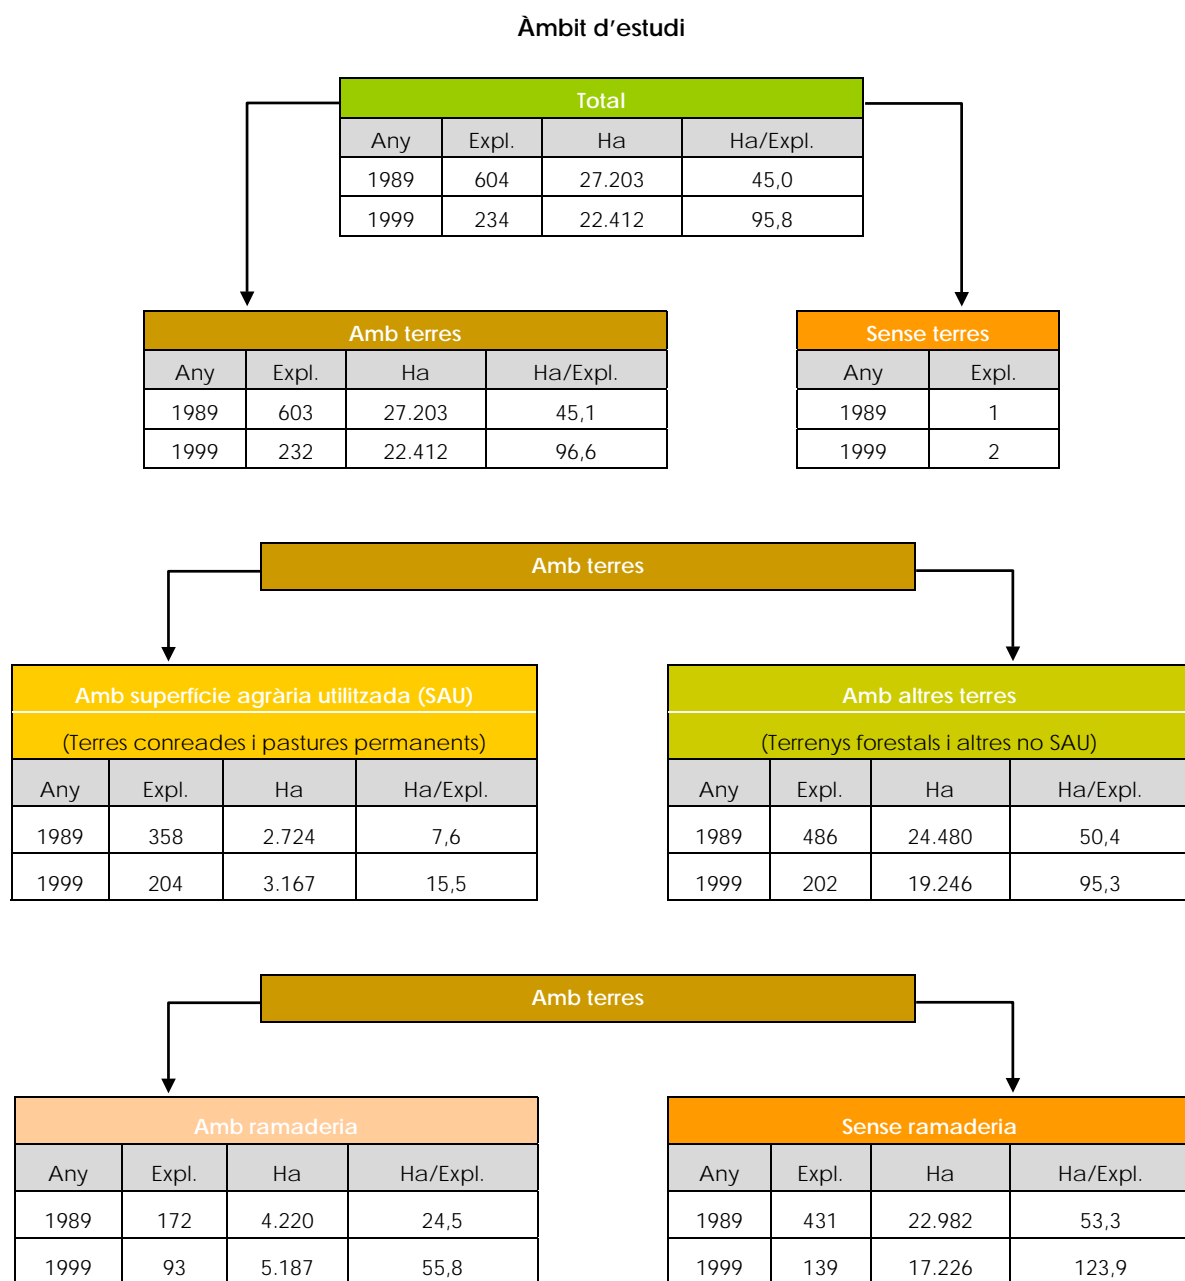 Àmbit d'estudi
Total
Any Expl. Ha Ha/Expl.
1989 604 27.203 45,0
1999 234 22.412 95,8
Amb terres
Any Expl. Ha Ha/Expl.
1989 603 27.203 45,1
1999 232 22.412 96,6
Sense terres
Any Expl.
1989 1
1999 2
Amb terres
Amb superfície agrària utilitzada (SAU)
(Terres conreades i pastures permanents)
Any Expl. Ha Ha/Expl.
1989 358 2.724 7,6
1999 204 3.167 15,5
Amb altres terres
(Terrenys forestals i altres no SAU)
Any Expl. Ha Ha/Expl.
1989 486 24.480 50,4
1999 202 19.246 95,3
Amb terres
Amb ramaderia
Any Expl. Ha Ha/Expl.
1989 172 4.220 24,5
1999 93 5.187 55,8
Sense ramaderia
Any Expl. Ha Ha/Expl.
1989 431 22.982 53,3
1999 139 17.226 123,9